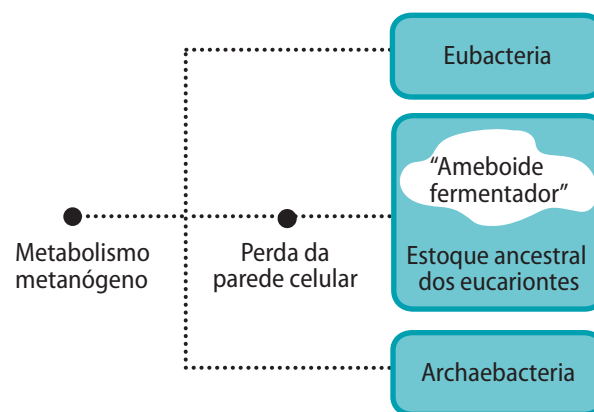 Eubacteria
“Ameboide
fermentador”
Estoque ancestral
dos eucariontes
Metabolismo
metanógeno
Perda da
parede celular
Archaebacteria